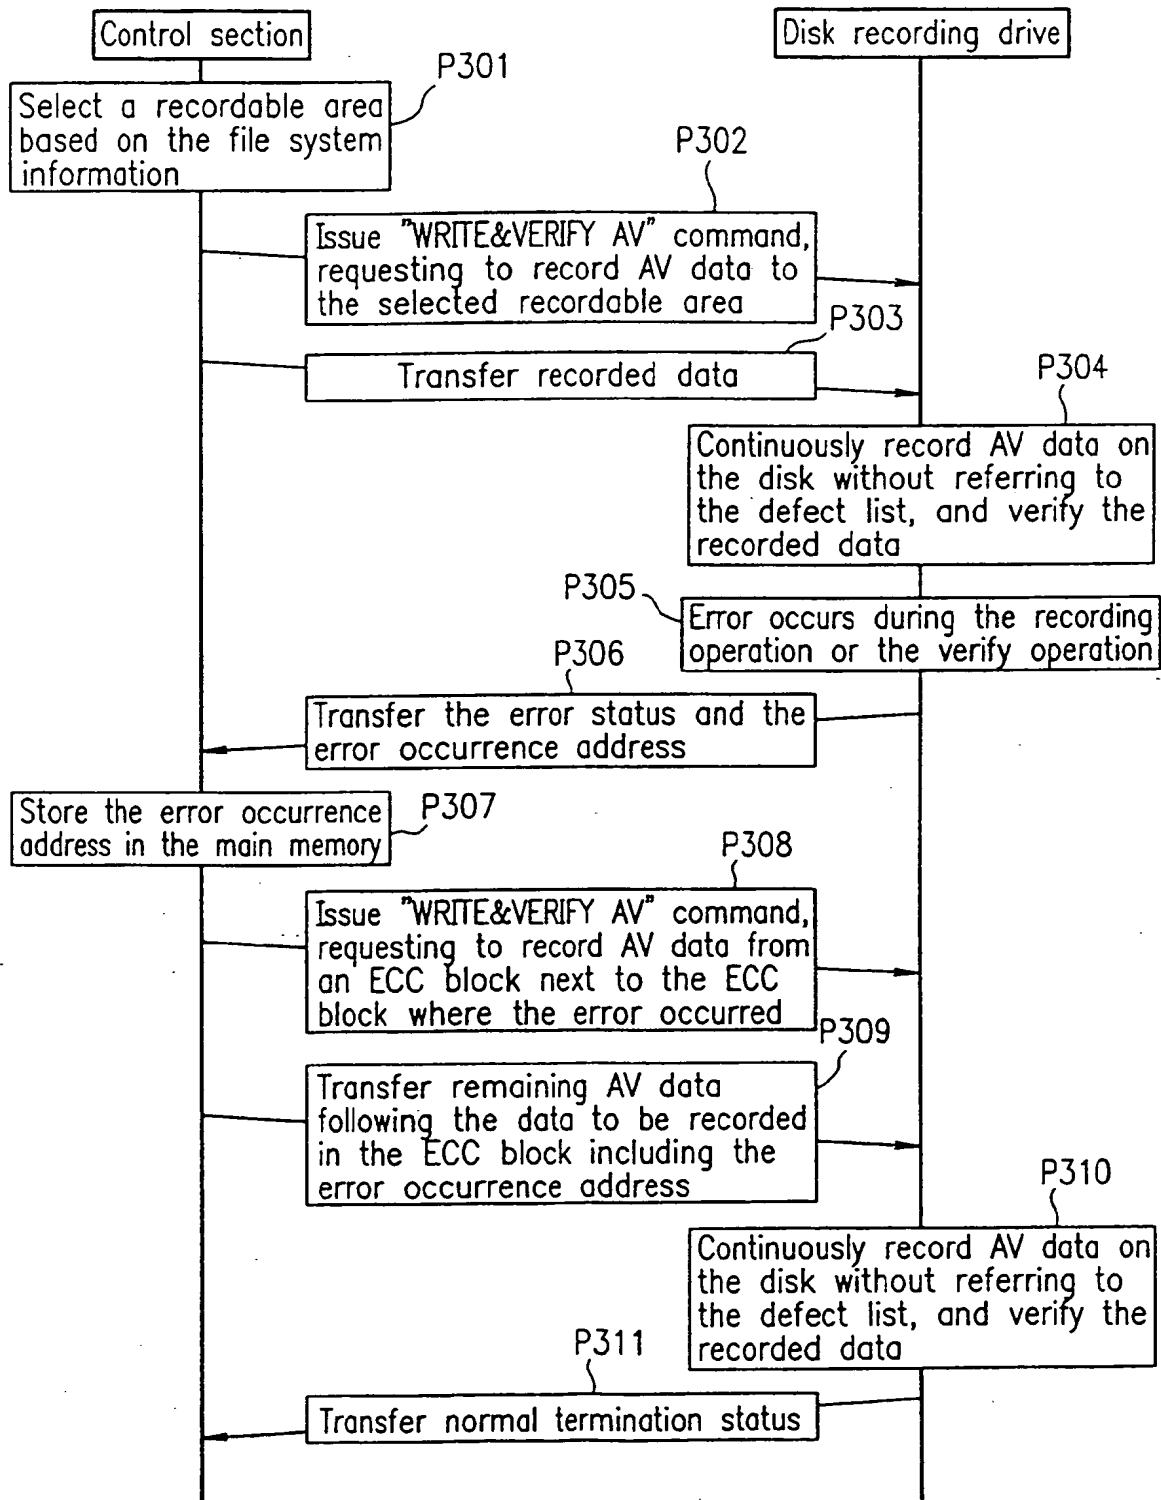 Control section
Disk recording drive
P301
Select a recordable area
based on the file system
information
P302
Issue "WRITE&VERIFY AV" command,
requesting to record AV data to
the selected recordable area
P303
Transfer recorded data
P304
Continuously record AV data on
the disk without referring to
the defect list, and verify the
recorded data
P305
Error occurs during the recording
operation or the verify operation
P306
Transfer the error status and the
error occurrence address
P307
Store the error occurrence
address in the main memory
P308
Issue "WRITE&VERIFY AV" command,
requesting to record AV data from
an ECC block next to the ECC
block where the error occurred
P309
Transfer remaining AV data
following the data to be recorded
in the ECC block including the
error occurrence address
P310
Continuously record AV data on
the disk without referring to
the defect list, and verify the
recorded data
P311
Transfer normal termination status